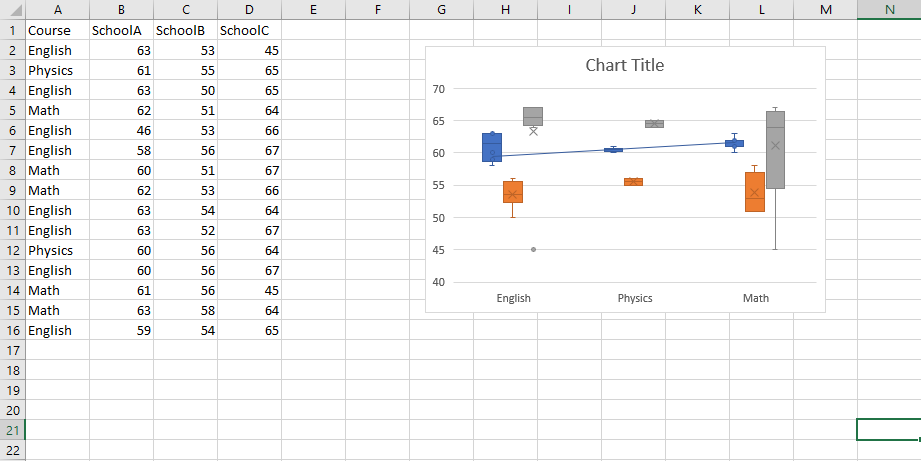 A B C D E F G H I J K L M N
1 Course SchoolA SchoolB SchoolC
2 English 63 53 45
3 Physics 61 55 65
4 English 63 50 65
5 Math 62 51 64
6 English 46 53 66
7 English 58 56 67
8 Math 60 51 67
9 Math 62 53 66
10 English 63 54 64
11 English 63 52 67
12 Physics 60 56 64
13 English 60 56 67
14 Math 61 56 45
15 Math 63 58 64
16 English 59 54 65
17
18
19
20
21
22
Chart Title
70
65
60
55
50
45
40
English Physics Math